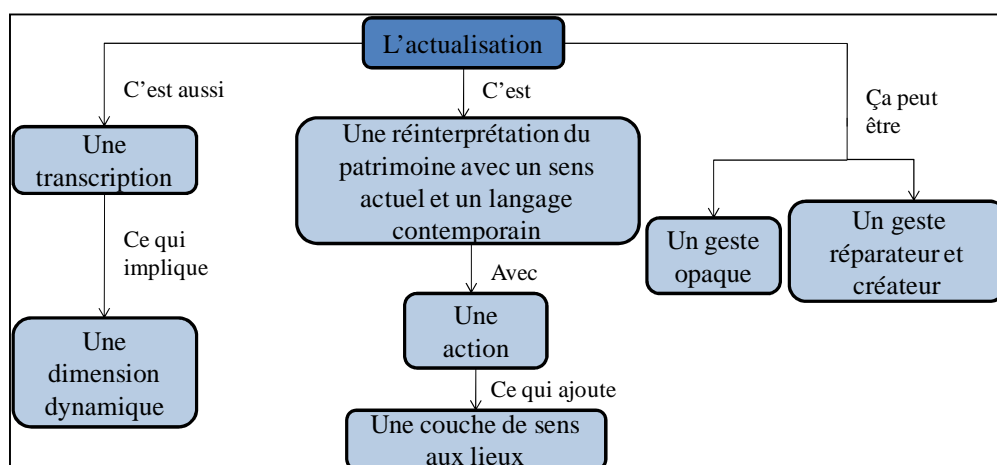 L’actualisation
C’est aussi
C’est
Ça peut
être
Une
transcription
Une réinterprétation du
patrimoine avec un sens
actuel et un langage
contemporain
Un geste
opaque
Un geste
réparateur et
créateur
Ce qui
implique
Avec
Une
dimension
dynamique
Une
action
Ce qui ajoute
Une couche de sens
aux lieux